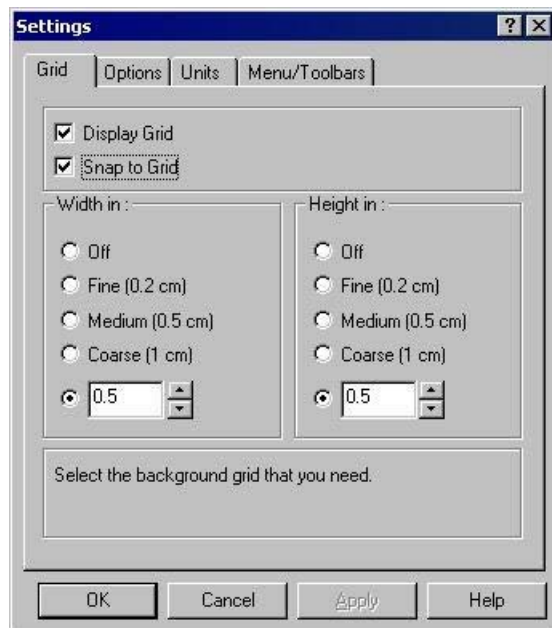 Settings
Grid Options Units Menu/Toolbars
Display Grid
Snap to Grid
Width in :
Off
Fine (0.2 cm)
Medium (0.5 cm)
Coarse (1 cm)
0.5
Height in :
Off
Fine (0.2 cm)
Medium (0.5 cm)
Coarse (1 cm)
0.5
Select the background grid that you need.
OK Cancel Apply Help